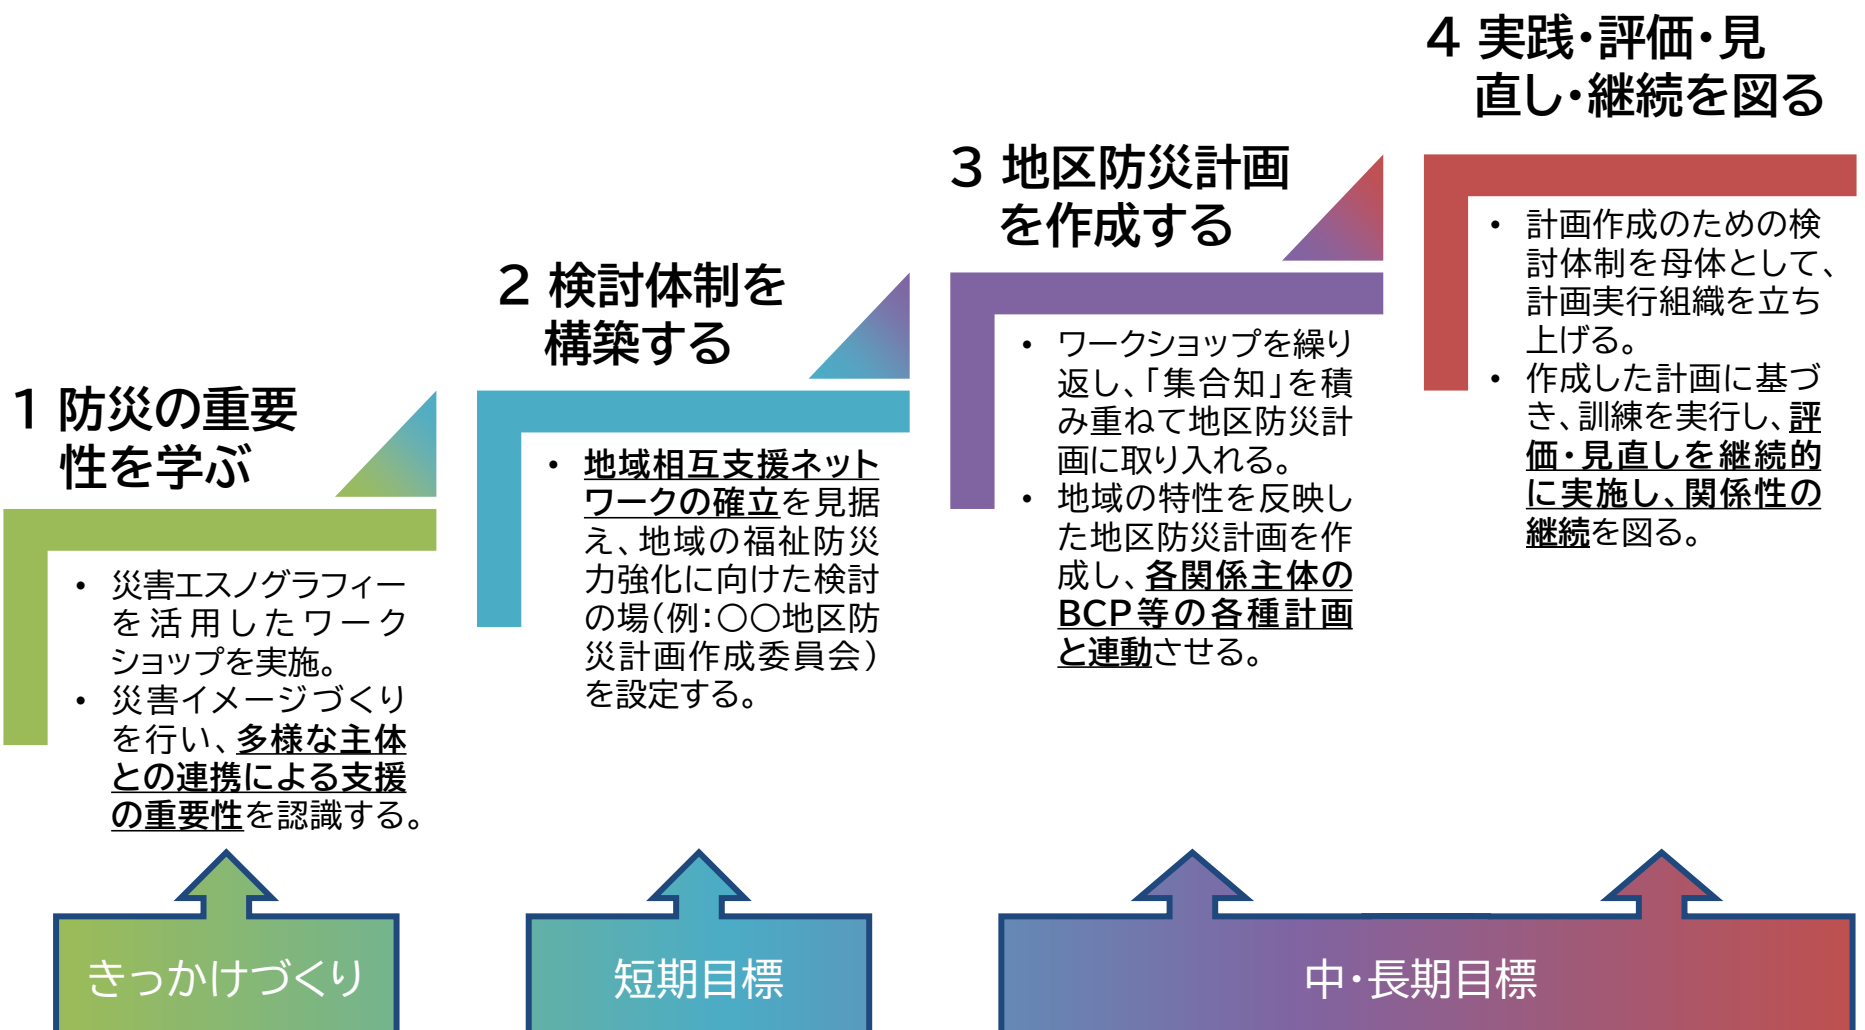 1 防災の重要
性を学ぶ
• 災害エスノグラフィー
を活用したワーク
ショップを実施。
• 災害イメージづくり
を行い、多様な主体
との連携による支援
の重要性を認識する。
2 検討体制を
構築する
• 地域相互支援ネット
ワークの確立を見据
え、地域の福祉防災
力強化に向けた検討
の場(例:〇〇地区防
災計画作成委員会)
を設定する。
3 地区防災計画
を作成する
• ワークショップを繰り
返し、「集合知」を積
み重ねて地区防災計
画に取り入れる。
• 地域の特性を反映し
た地区防災計画を作
成し、各関係主体の
BCP等の各種計画
と連動させる。
4 実践・評価・見
直し・継続を図る
• 計画作成のための検
討体制を母体として、
計画実行組織を立ち
上げる。
• 作成した計画に基づ
き、訓練を実行し、評
価・見直しを継続的
に実施し、関係性の
継続を図る。
きっかけづくり
短期目標
中・長期目標